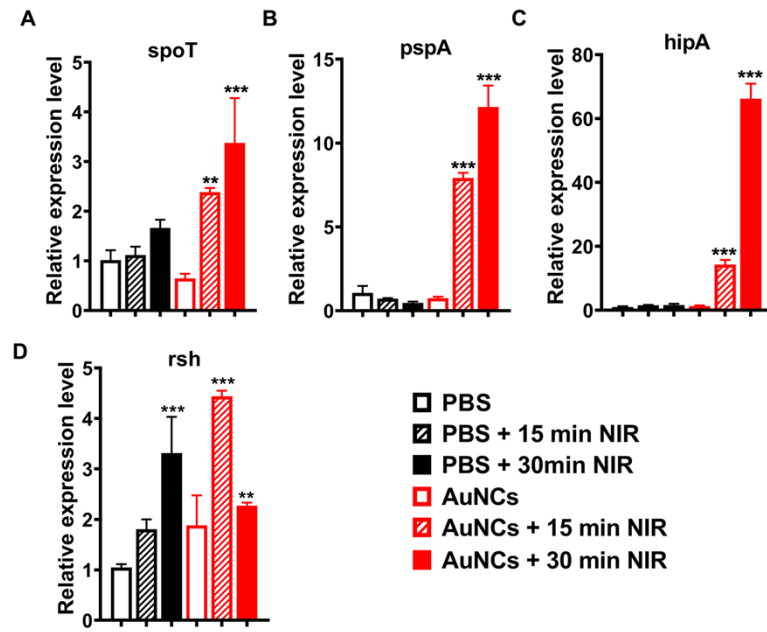 A
spoT
Relative expression level
5
4
3
2
1
0
**
***
B
pspA
Relative expression level
15
10
5
0
***
***
C
hipA
Relative expression level
80
60
40
20
0
***
***
D
rsh
Relative expression level
5
4
3
2
1
0
***
***
**
PBS
PBS + 15 min NIR
PBS + 30min NIR
AuNCs
AuNCs + 15 min NIR
AuNCs + 30 min NIR